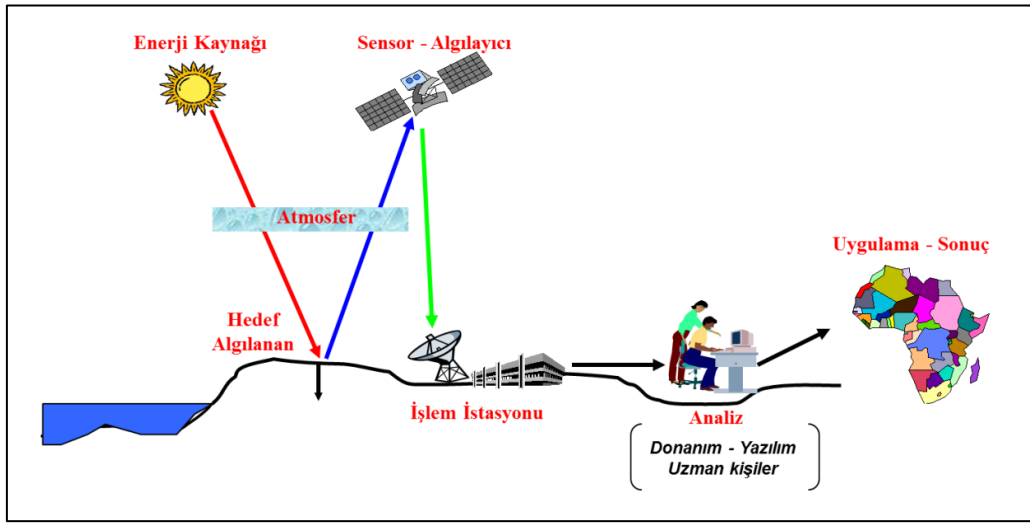 Enerji Kaynağı
Sensor - Algılayıcı
Atmosfer
Uygulama - Sonuç
Hedef
Algılanan
İşlem İstasyonu
Analiz
Donanım - Yazılım
Uzman kişiler